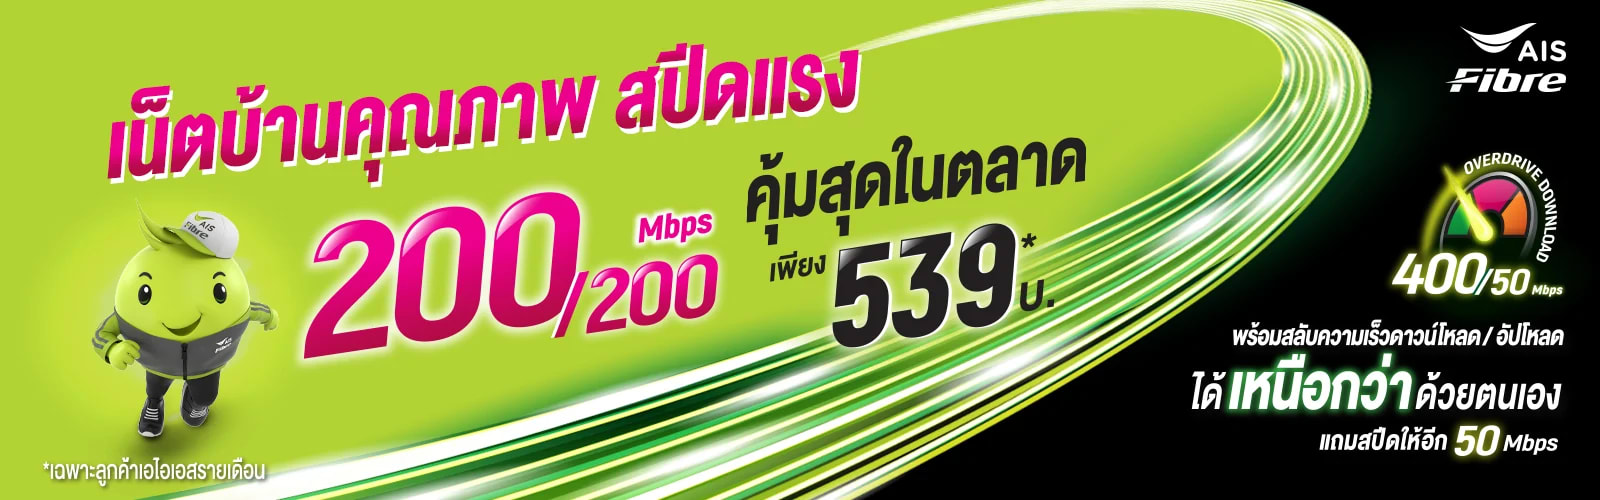 เน็ตบ้านคุณภาพ สปีดแรง
200/200 Mbps
คุ้มสุดในตลาด
เพียง 539* บ.
AIS
Fibre
AIS
Fibre
*เฉพาะลูกค้าเอไอเอสรายเดือน
AIS
Fibre
OVERDRIVE DOWNLOAD
400/50 Mbps
พร้อมสลับความเร็วดาวน์โหลด / อัปโหลด
ได้ เหนือกว่า ด้วยตนเอง
แถมสปีดให้อีก 50 Mbps